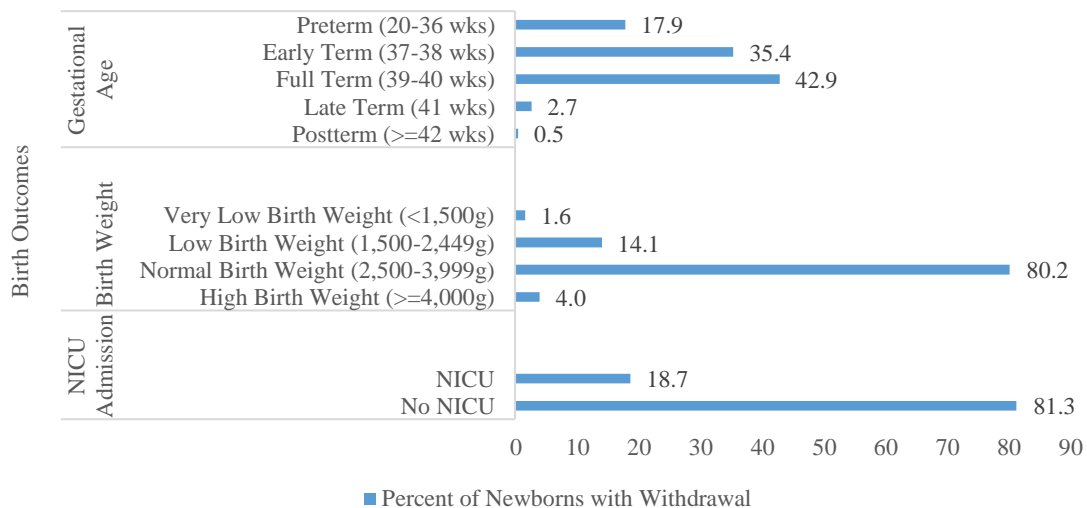 Birth Outcomes
Gestational
Age
Preterm (20-36 wks) 17.9
Early Term (37-38 wks) 35.4
Full Term (39-40 wks) 42.9
Late Term (41 wks) 2.7
Postterm (>=42 wks) 0.5
Birth Weight
Very Low Birth Weight (<1,500g) 1.6
Low Birth Weight (1,500-2,449g) 14.1
Normal Birth Weight (2,500-3,999g) 80.2
High Birth Weight (>=4,000g) 4.0
NICU
Admission
NICU 18.7
No NICU 81.3
0 10 20 30 40 50 60 70 80 90
Percent of Newborns with Withdrawal